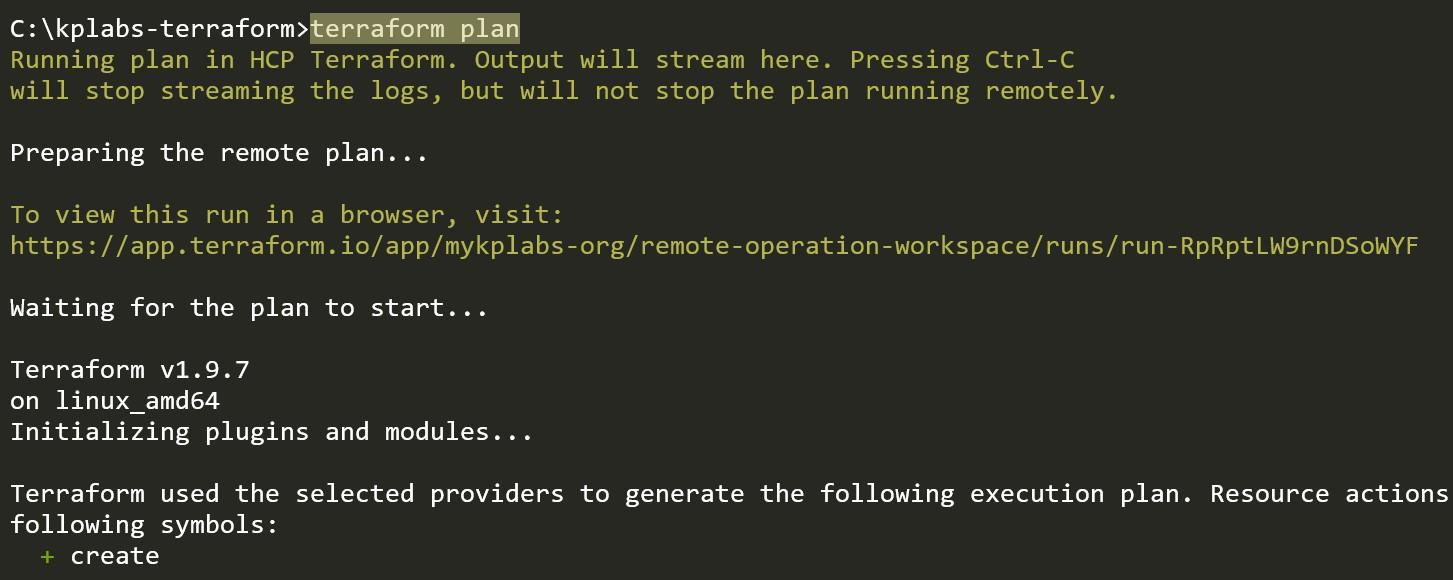 C:\kplabs-terraform>terraform plan
Running plan in HCP Terraform. Output will stream here. Pressing Ctrl-C
will stop streaming the logs, but will not stop the plan running remotely.
Preparing the remote plan...
To view this run in a browser, visit:
https://app.terraform.io/app/mykplabs-org/remote-operation-workspace/runs/run-RpRptLW9rnDSoWYF
Waiting for the plan to start...
Terraform v1.9.7
on linux_amd64
Initializing plugins and modules...
Terraform used the selected providers to generate the following execution plan. Resource actions
following symbols:
+ create